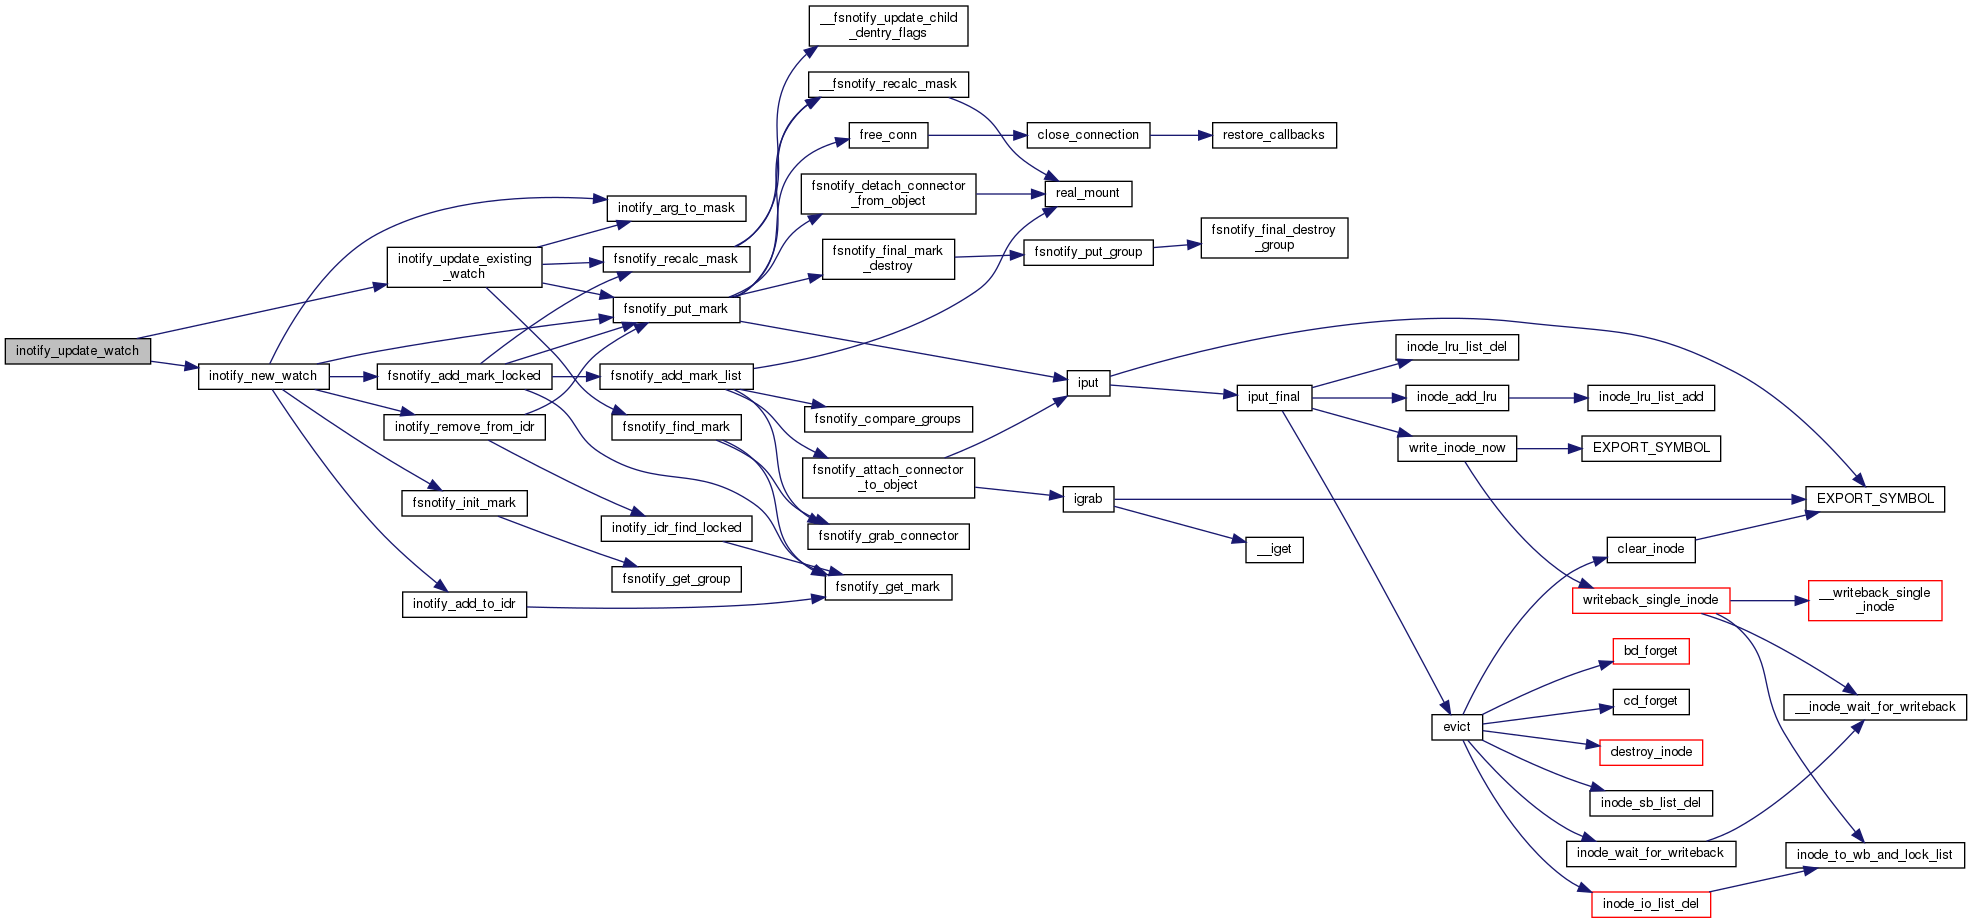 __fsnotify_update_child
_dentry_flags
__fsnotify_recalc_mask
free_conn
close_connection
restore_callbacks
fsnotify_detach_connector
_from_object
real_mount
inotify_arg_to_mask
fsnotify_final_destroy
_group
inotify_update_existing
_watch
fsnotify_recalc_mask
fsnotify_final_mark
_destroy
fsnotify_put_group
fsnotify_put_mark
inotify_update_watch
inode_lru_list_del
inotify_new_watch
fsnotify_add_mark_locked
fsnotify_add_mark_list
iput
iput_final
inode_add_lru
inode_lru_list_add
fsnotify_compare_groups
inotify_remove_from_idr
fsnotify_find_mark
write_inode_now
EXPORT_SYMBOL
fsnotify_attach_connector
_to_object
igrab
EXPORT_SYMBOL
fsnotify_init_mark
inotify_idr_find_locked
fsnotify_grab_connector
__iget
clear_inode
fsnotify_get_group
fsnotify_get_mark
inotify_add_to_idr
writeback_single_inode
__writeback_single
_inode
bd_forget
cd_forget
__inode_wait_for_writeback
evict
destroy_inode
inode_sb_list_del
inode_wait_for_writeback
inode_to_wb_and_lock_list
inode_io_list_del